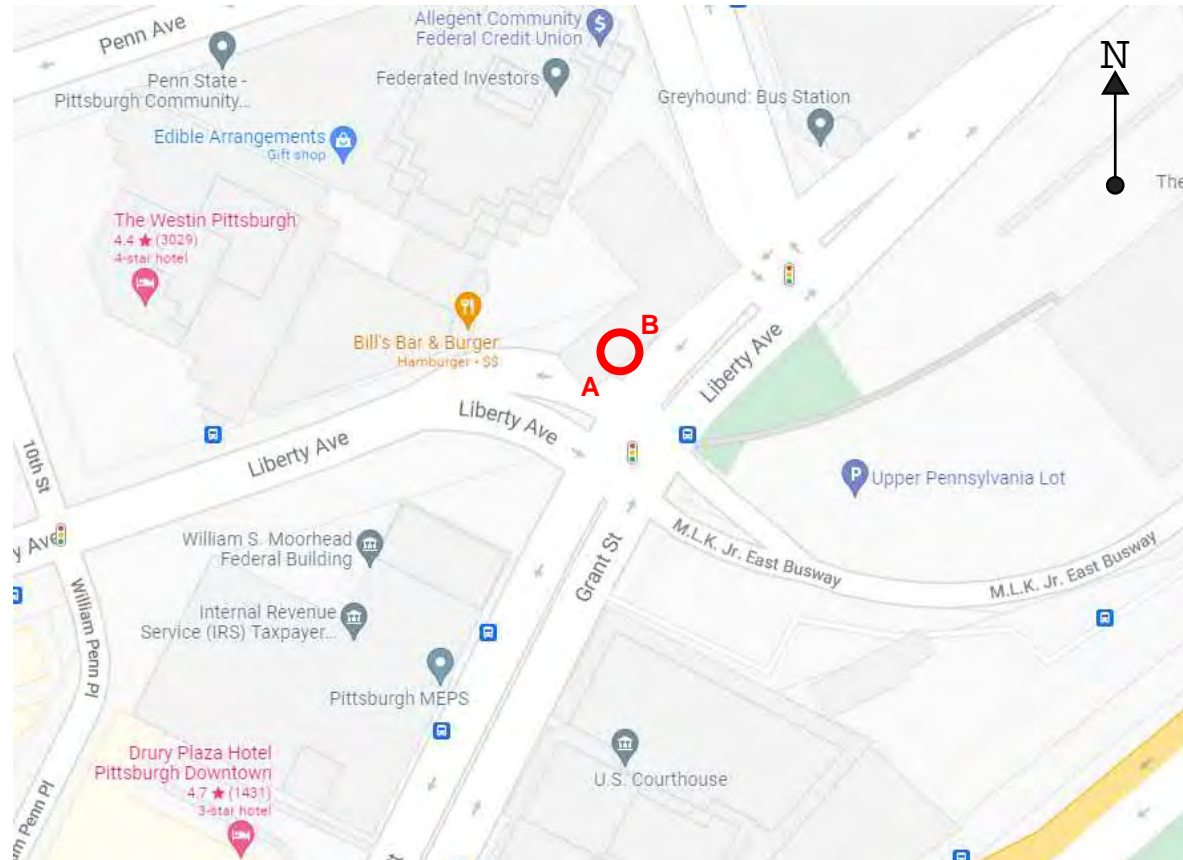 Allegent Community
Federal Credit Union
Penn Ave
N
Penn State -
Pittsburgh Community...
Federated Investors
Greyhound: Bus Station
Edible Arrangements
Gift shop
The
The Westin Pittsburgh
4.4 ★ (3029)
4-star hotel
B
Bill's Bar & Burger
Hamburger • $$
A
Liberty Ave
Liberty Ave
Liberty Ave
10th St
Upper Pennsylvania Lot
y Ave
William S. Moorhead
Federal Building
M.L.K. Jr. East Busway
M.L.K. Jr. East Busway
Grant St
William Penn Pl
Internal Revenue
Service (IRS) Taxpayer...
Pittsburgh MEPS
Drury Plaza Hotel
Pittsburgh Downtown
4.7 ★ (1431)
3-star hotel
U.S. Courthouse
am Penn Pl